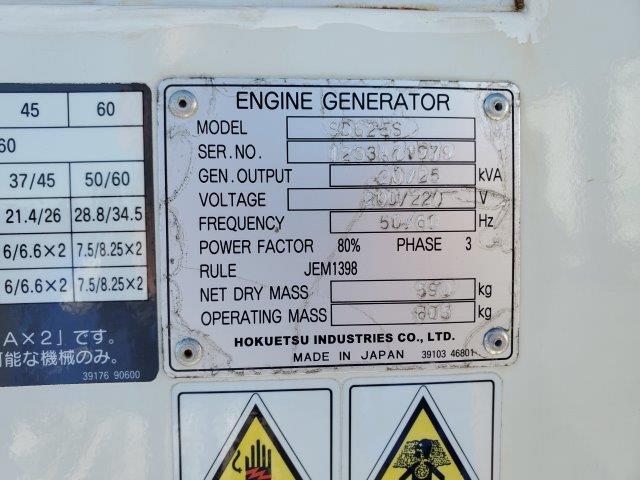 45 60
60
37/45 50/60
21.4/26 28.8/34.5
6/6.6×2 7.5/8.25×2
6/6.6×2 7.5/8.25×2
A×2」です。
可能な機械のみ。
39176 90600
ENGINE GENERATOR
MODEL
SER. NO.
GEN. OUTPUT 20/25 kVA
VOLTAGE 200/220 V
FREQUENCY 50/60 Hz
POWER FACTOR 80% PHASE 3
RULE JEM1398
NET DRY MASS kg
OPERATING MASS kg
HOKUETSU INDUSTRIES CO., LTD.
MADE IN JAPAN 39103 46801